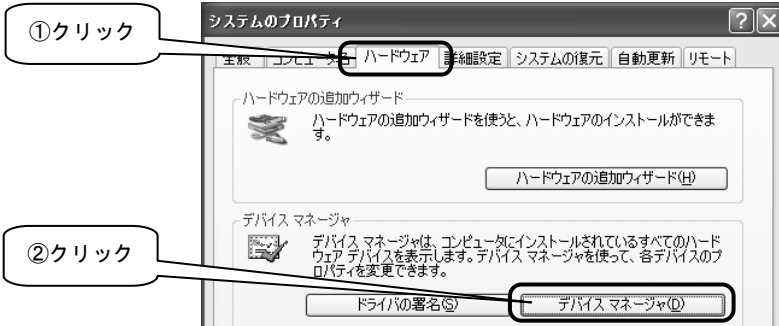 ①クリック
システムのプロパティ
全般 コンピュータ名 ハードウェア 詳細設定 システムの復元 自動更新 リモート
ハードウェアの追加ウィザード
ハードウェアの追加ウィザードを使うと、ハードウェアのインストールができま
す。
ハードウェアの追加ウィザード(H)
デバイス マネージャ
②クリック
デバイス マネージャは、コンピュータにインストールされているすべてのハード
ウェア デバイスを表示します。デバイス マネージャを使って、各デバイスのプ
ロパティを変更できます。
ドライバの署名(S) デバイス マネージャ(D)